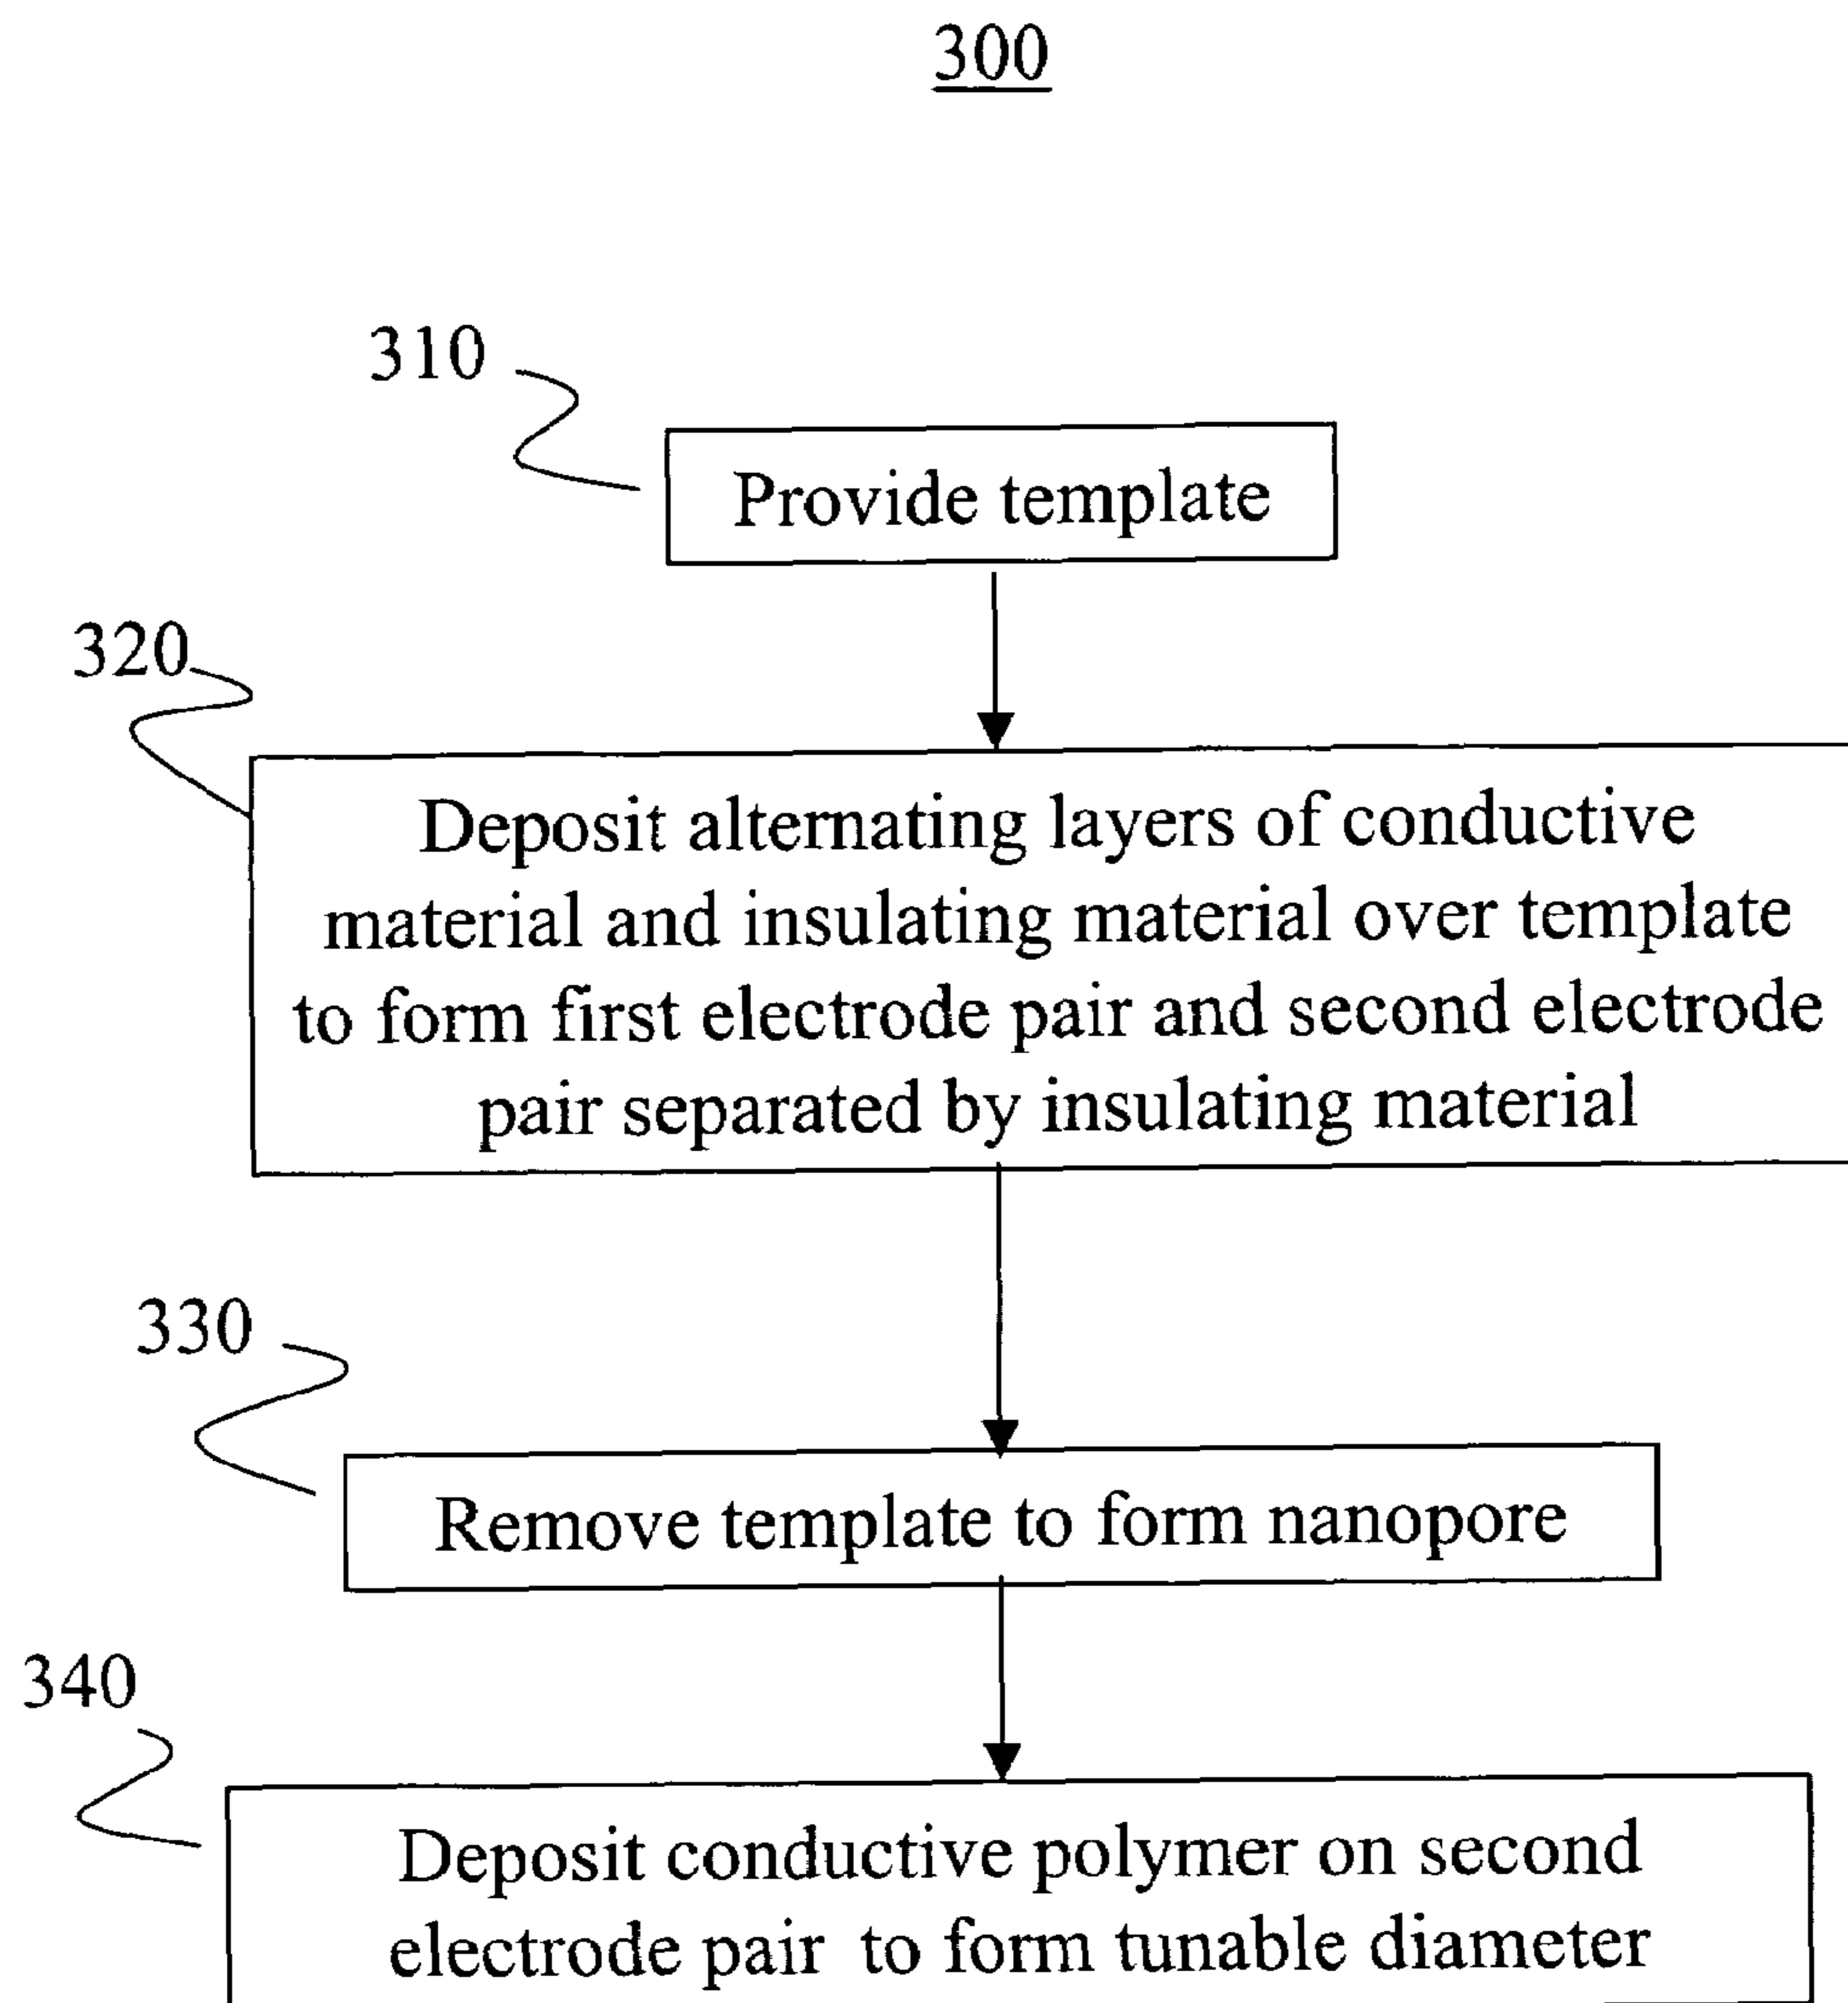 300
310
Provide template
320
Deposit alternating layers of conductive
material and insulating material over template
to form first electrode pair and second electrode
pair separated by insulating material
330
Remove template to form nanopore
340
Deposit conductive polymer on second
electrode pair to form tunable diameter